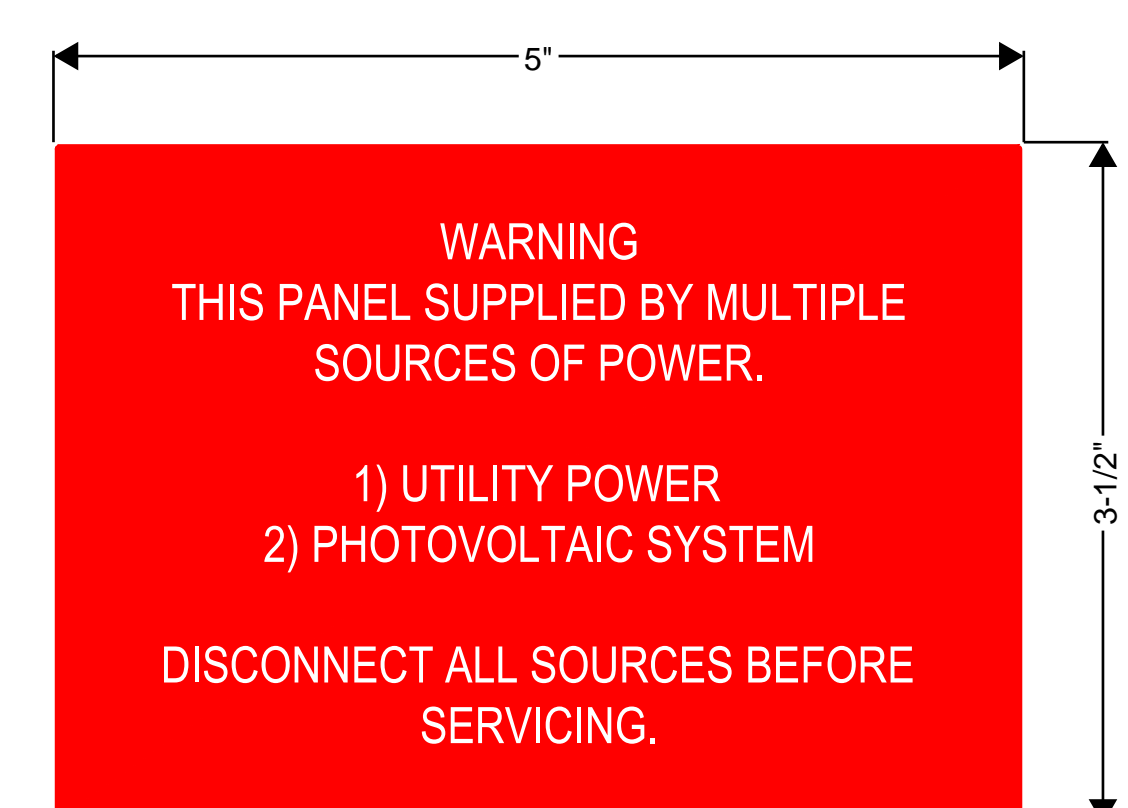 5"
WARNING
THIS PANEL SUPPLIED BY MULTIPLE
SOURCES OF POWER.
1) UTILITY POWER
2) PHOTOVOLTAIC SYSTEM
DISCONNECT ALL SOURCES BEFORE
SERVICING.
3-1/2"